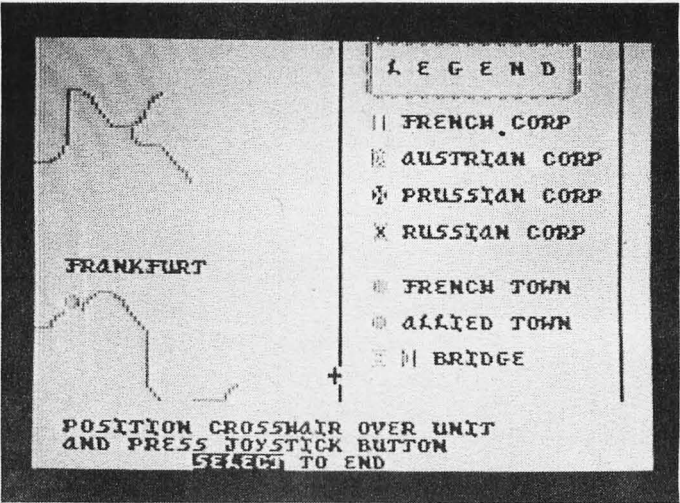 LEGEND
FRENCH CORP
AUSTRIAN CORP
PRUSSIAN CORP
RUSSIAN CORP
FRANKFURT
FRENCH TOWN
ALLIED TOWN
BRIDGE
POSITION CROSSHAIR OVER UNIT
AND PRESS JOYSTICK BUTTON
SELECT TO END